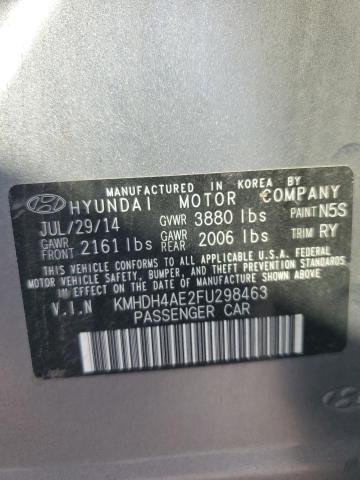 MANUFACTURED IN KOREA BY
HYUNDAI MOTOR COMPANY
JUL/29/14 GVWR 3880 lbs PAINT N5S
GAWR FRONT 2161 lbs GAWR REAR 2006 lbs TRIM RY
THIS VEHICLE CONFORMS TO ALL APPLICABLE U.S.A. FEDERAL
MOTOR VEHICLE SAFETY, BUMPER, AND THEFT PREVENTION STANDARDS
IN EFFECT ON THE DATE OF MANUFACTURE SHOWN ABOVE.
V.I.N KMHDH4AE2FU298463
PASSENGER CAR